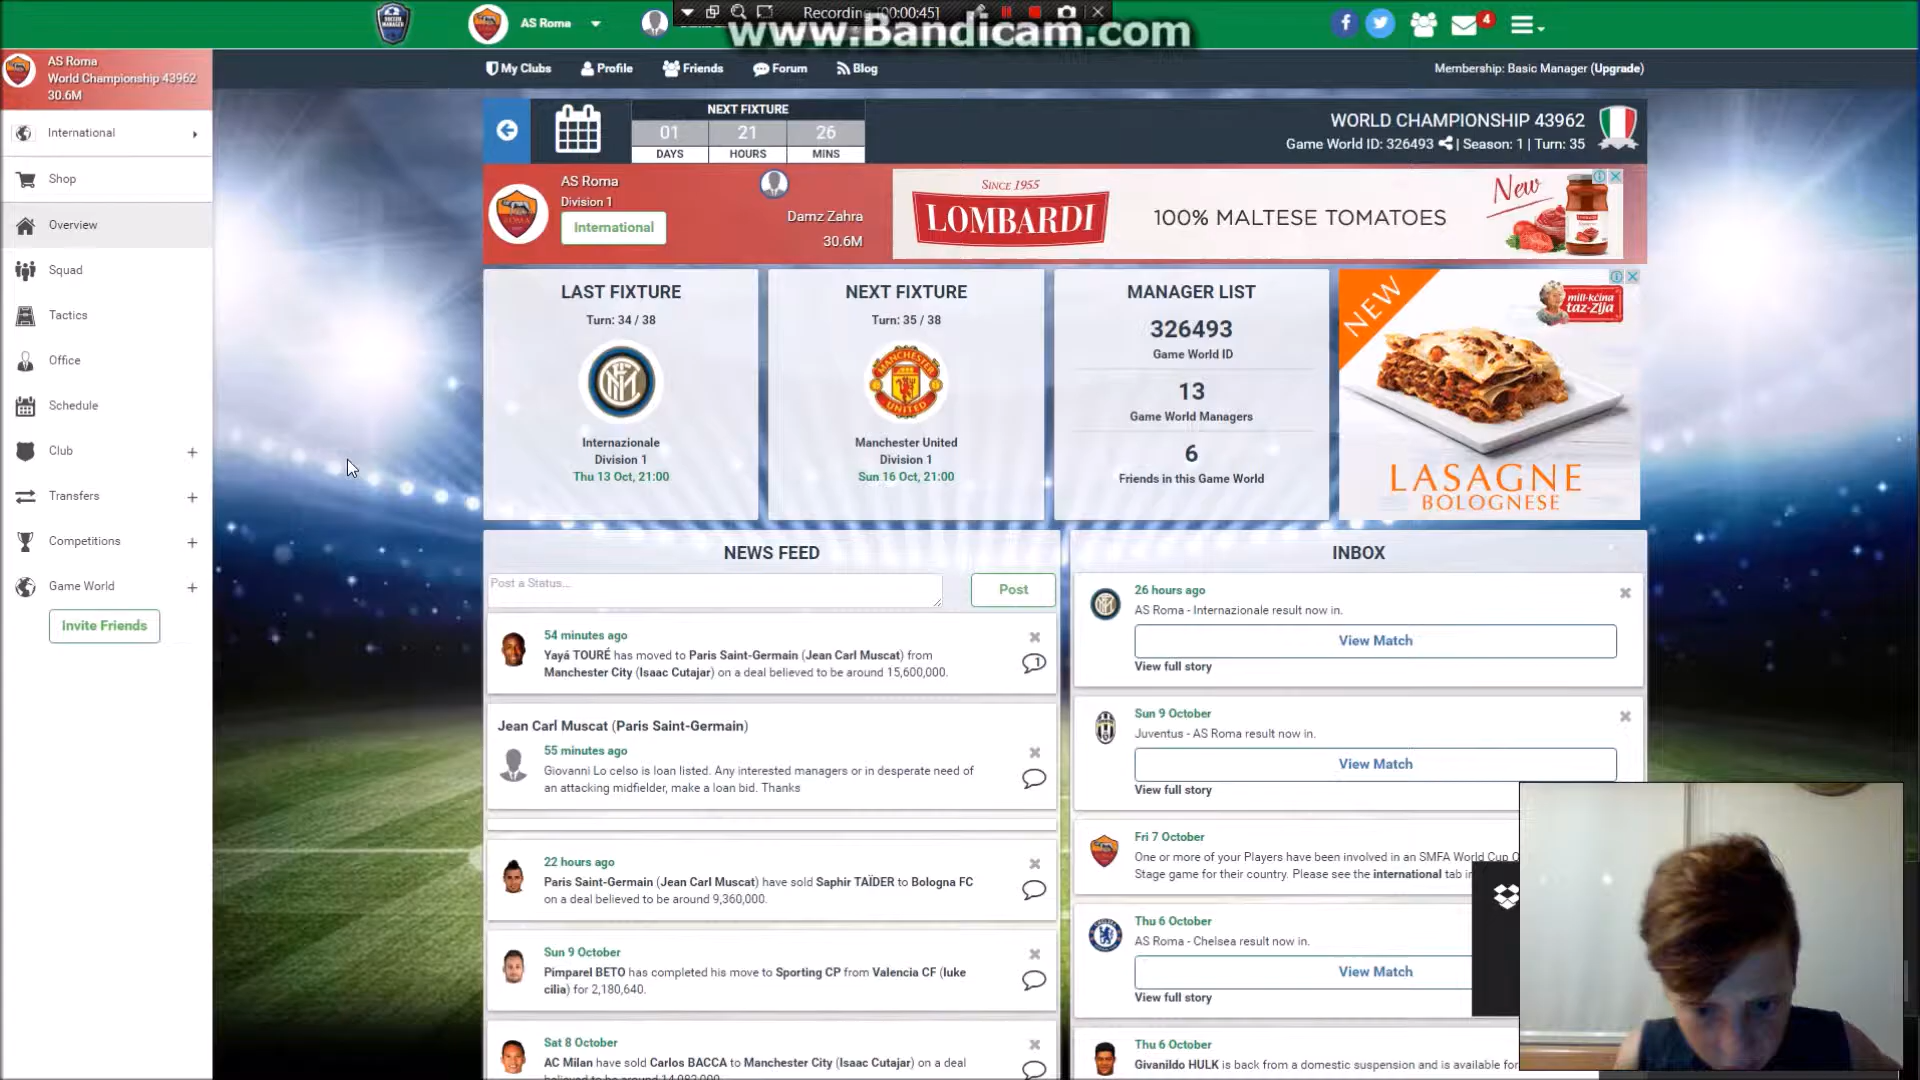 AS Roma
Recording [00:00:45]
www.Bandicam.com
4
AS Roma
World Championship 43962
30.6M
My Clubs
Profile
Friends
Forum
Blog
Membership: Basic Manager (Upgrade)
International
Shop
Overview
Squad
Tactics
Office
Schedule
Club
Transfers
Competitions
Game World
Invite Friends
NEXT FIXTURE
01 21 26
DAYS HOURS MINS
WORLD CHAMPIONSHIP 43962
Game World ID: 326493 | Season: 1 | Turn: 35
AS Roma
Division 1
International
Damz Zahra
30.6M
SINCE 1955
LOMBARDI
100% MALTESE TOMATOES
New
LAST FIXTURE
Turn: 34 / 38
Internazionale
Division 1
Thu 13 Oct, 21:00
NEXT FIXTURE
Turn: 35 / 38
MANCHESTER
UNITED
Manchester United
Division 1
Sun 16 Oct, 21:00
MANAGER LIST
326493
Game World ID
13
Game World Managers
6
Friends in this Game World
NEW
mill-kċina
taz-Zija
LASAGNE
BOLOGNESE
NEWS FEED
Post a Status...
Post
54 minutes ago
Yayá TOURÉ has moved to Paris Saint-Germain (Jean Carl Muscat) from
Manchester City (Isaac Cutajar) on a deal believed to be around 15,600,000.
1
Jean Carl Muscat (Paris Saint-Germain)
55 minutes ago
Giovanni Lo celso is loan listed. Any interested managers or in desperate need of
an attacking midfielder, make a loan bid. Thanks
22 hours ago
Paris Saint-Germain (Jean Carl Muscat) have sold Saphir TAÏDER to Bologna FC
on a deal believed to be around 9,360,000.
Sun 9 October
Pimparel BETO has completed his move to Sporting CP from Valencia CF (luke
cilia) for 2,180,640.
Sat 8 October
AC Milan have sold Carlos BACCA to Manchester City (Isaac Cutajar) on a deal
believed to be around 14,082,000.
INBOX
26 hours ago
AS Roma - Internazionale result now in.
View Match
View full story
Sun 9 October
Juventus - AS Roma result now in.
View Match
View full story
Fri 7 October
One or more of your Players have been involved in an SMFA World Cup
Stage game for their country. Please see the international tab
Thu 6 October
AS Roma - Chelsea result now in.
View Match
View full story
Thu 6 October
Givanildo HULK is back from a domestic suspension and is available for